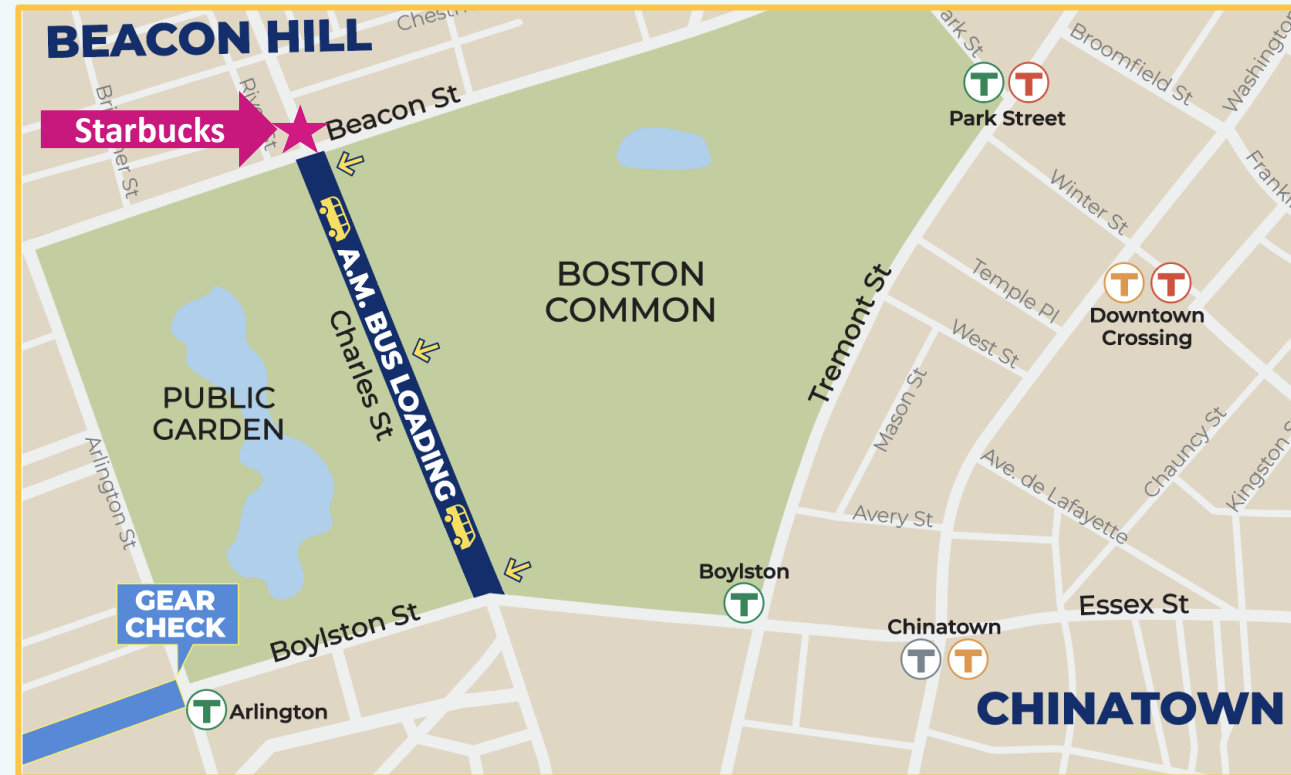 BEACON HILL
Starbucks
Beacon St
Park Street
T
T
Broomfield St
Winter St
Temple Pl
West St
Mason St
Tremont St
BOSTON
COMMON
T
T
Downtown
Crossing
A.M. BUS LOADING
Charles St
PUBLIC
GARDEN
Arlington St
Ave. de Lafayette
Chauncy St
Avery St
Boylston
T
Essex St
Chinatown
T
T
GEAR
CHECK
Boylston St
T
Arlington
CHINATOWN